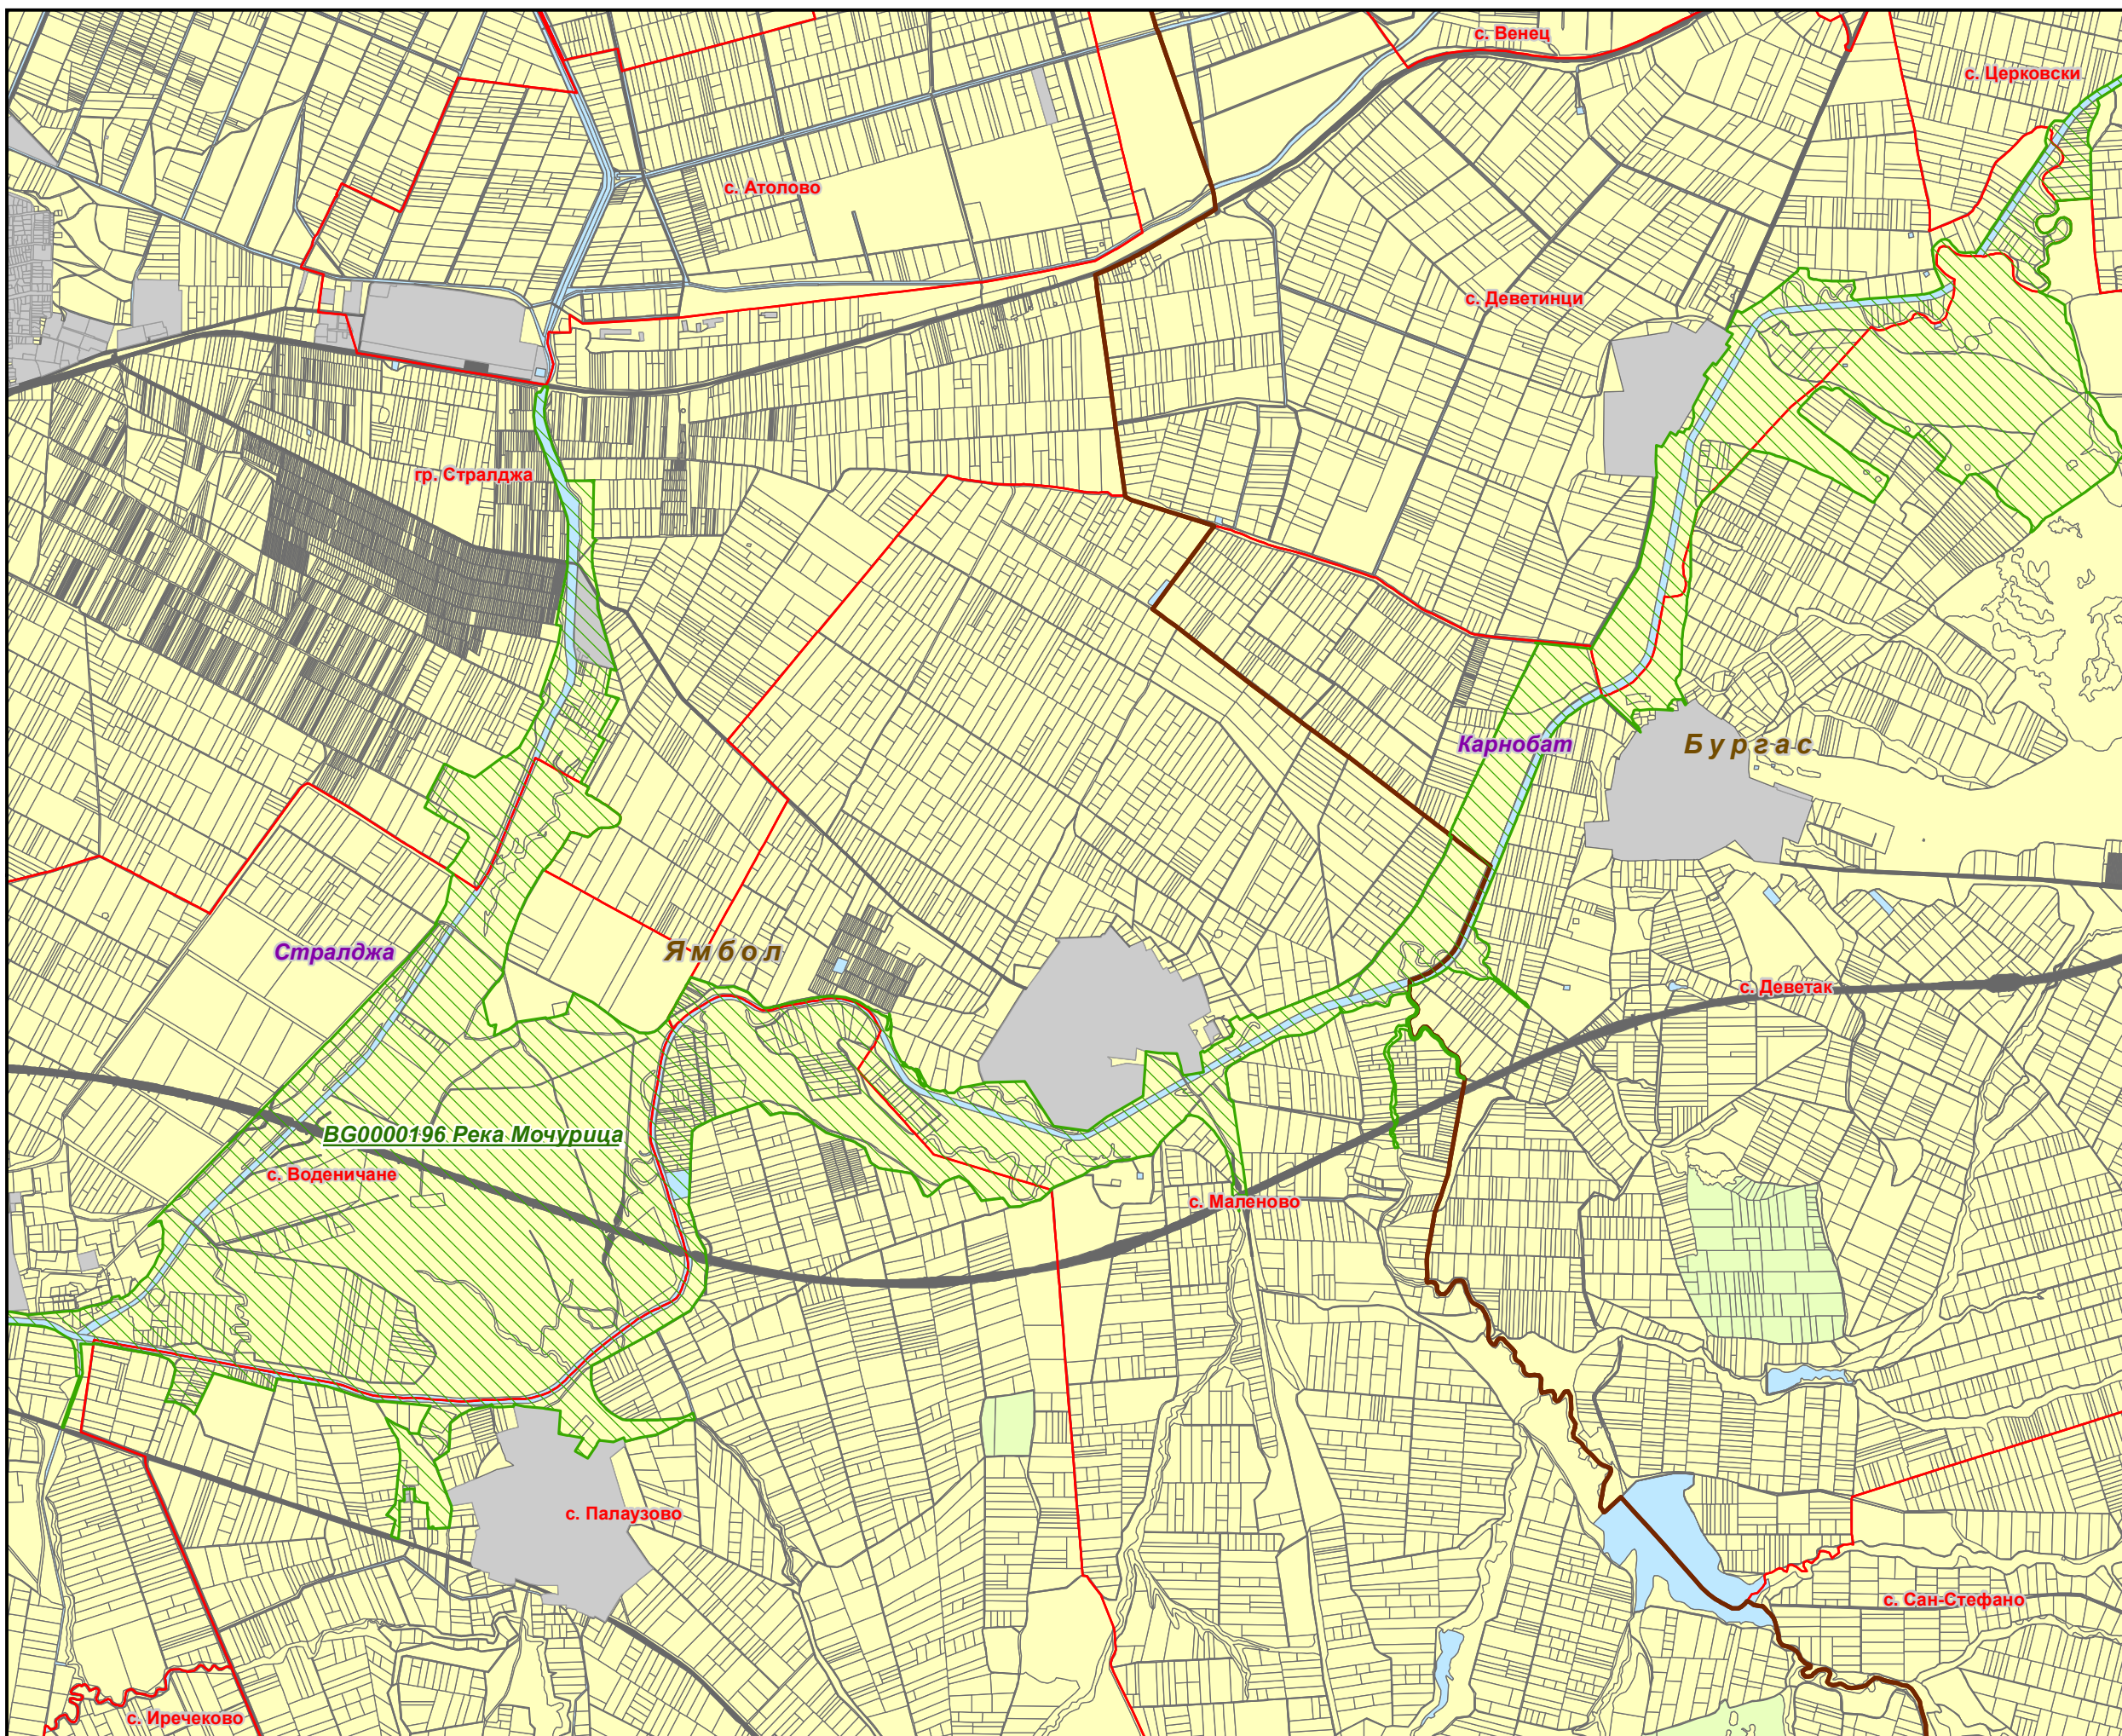 с. Венец
с. Церковски
с. Атолово
с. Деветинци
гр. Стралджа
Карнобат
Бургас
Стралджа
Ямбол
с. Деветак
BG0000196 Река Мочурица
с. Воденичане
с. Маленово
с. Палаузово
с. Сан-Стефано
с. Иречеково